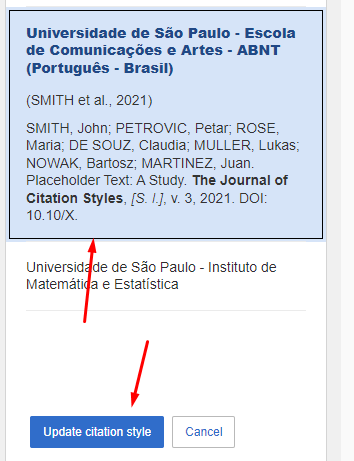 Universidade de São Paulo - Escola
de Comunicações e Artes - ABNT
(Português - Brasil)
(SMITH et al., 2021)
SMITH, John; PETROVIC, Petar; ROSE,
Maria; DE SOUZ, Claudia; MULLER, Lukas;
NOWAK, Bartosz; MARTINEZ, Juan.
Placeholder Text: A Study. The Journal of
Citation Styles, [S. l.], v. 3, 2021. DOI:
10.10/X.
Universidade de São Paulo - Instituto de
Matemática e Estatística
Update citation style
Cancel